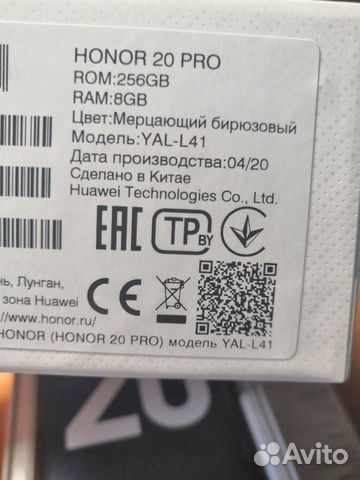 HONOR 20 PRO
ROM:256GB
RAM:8GB
Цвет:Мерцающий бирюзовый
Модель:YAL-L41
Дата производства:04/20
Сделано в Китае
Huawei Technologies Co., Ltd.
EAC TP BY
нь, Лунган,
зона Huawei
//www.honor.ru/
CE
HONOR (HONOR 20 PRO) модель YAL-L41
20
Avito